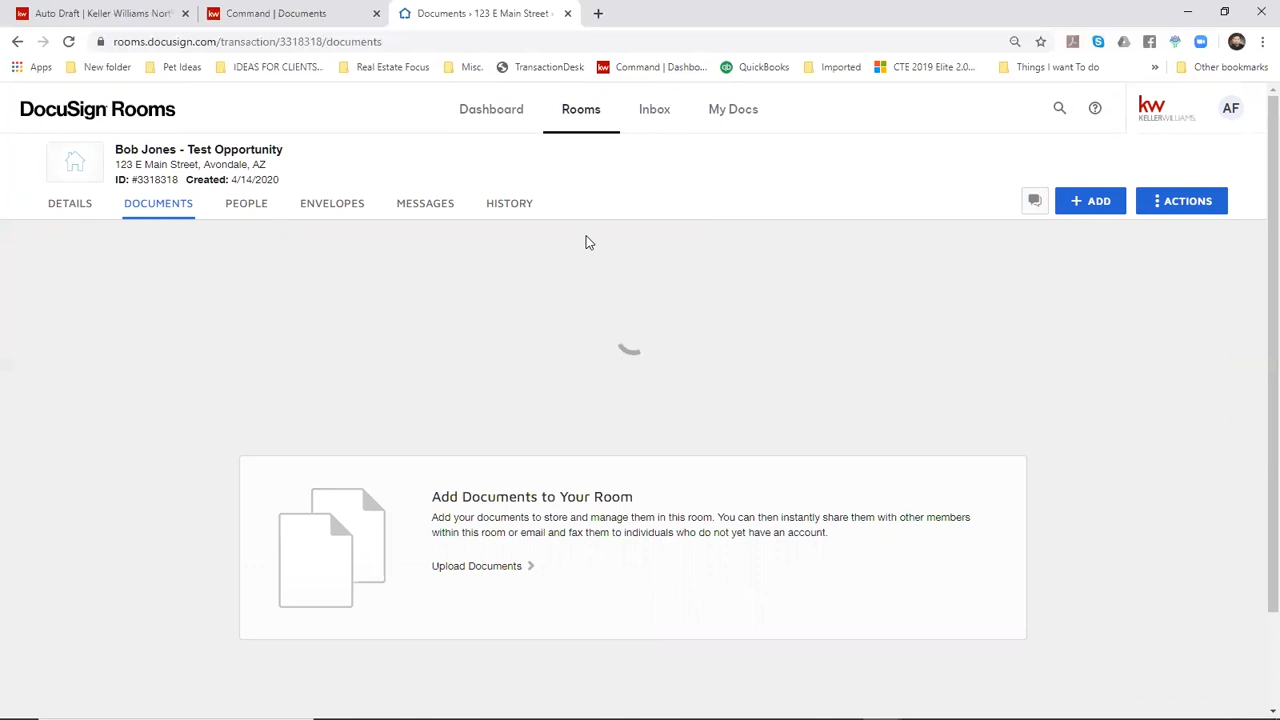 Auto Draft | Keller Williams Nort
Command | Documents
Documents › 123 E Main Street -
rooms.docusign.com/transaction/3318318/documents
Apps
New folder
Pet Ideas
IDEAS FOR CLIENTS...
Real Estate Focus
Misc.
TransactionDesk
Command | Dashbo...
QuickBooks
Imported
CTE 2019 Elite 2.0...
Things I want To do
»
Other bookmarks
DocuSign Rooms
Dashboard
Rooms
Inbox
My Docs
kw
KELLERWILLIAMS.
AF
Bob Jones - Test Opportunity
123 E Main Street, Avondale, AZ
ID: #3318318 Created: 4/14/2020
DETAILS
DOCUMENTS
PEOPLE
ENVELOPES
MESSAGES
HISTORY
+ ADD
ACTIONS
Add Documents to Your Room
Add your documents to store and manage them in this room. You can then instantly share them with other members
within this room or email and fax them to individuals who do not yet have an account.
Upload Documents